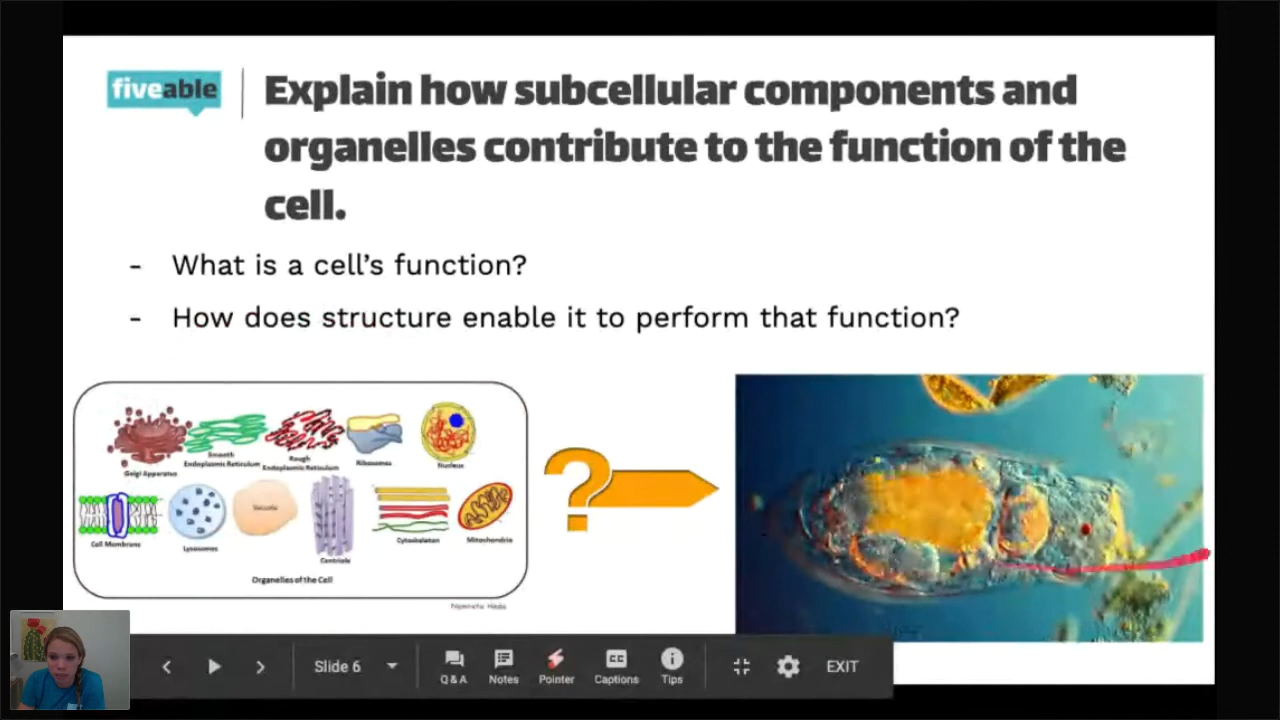 fiveable
Explain how subcellular components and
organelles contribute to the function of the
cell.
- What is a cell's function?
- How does structure enable it to perform that function?
Golgi Apparatus
Smooth
Endoplasmic Reticulum
Rough
Endoplasmic Reticulum
Ribosomes
Nucleus
Cell Membrane
Lysosomes
Vacuole
Centriole
Cytoskeleton
Mitochondria
Organelles of the Cell
?
Slide 6
Q&A
Notes
Pointer
CC
Captions
Tips
EXIT